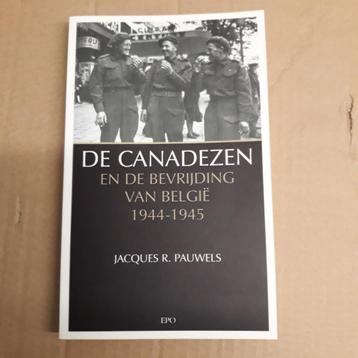 DE CANADEZEN
EN DE BEVRIJDING
VAN BELGIË
1944-1945
JACQUES R. PAUWELS
EPO